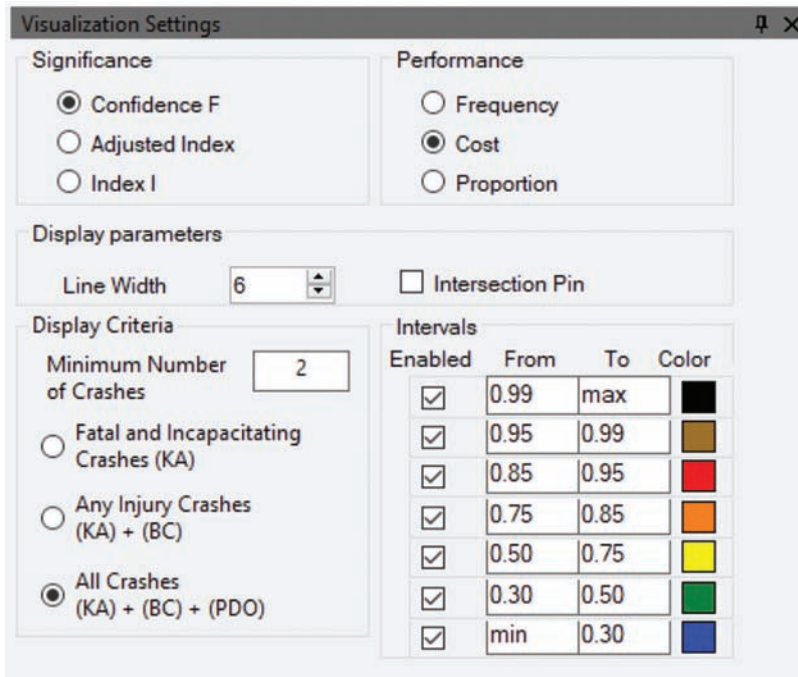 Visualization Settings
Significance
Confidence F
Adjusted Index
Index I
Performance
Frequency
Cost
Proportion
Display parameters
Line Width 6
Intersection Pin
Display Criteria
Minimum Number 2
of Crashes
Fatal and Incapacitating
Crashes (KA)
Any Injury Crashes
(KA) + (BC)
All Crashes
(KA) + (BC) + (PDO)
Intervals
Enabled From To Color
0.99 max
0.95 0.99
0.85 0.95
0.75 0.85
0.50 0.75
0.30 0.50
min 0.30